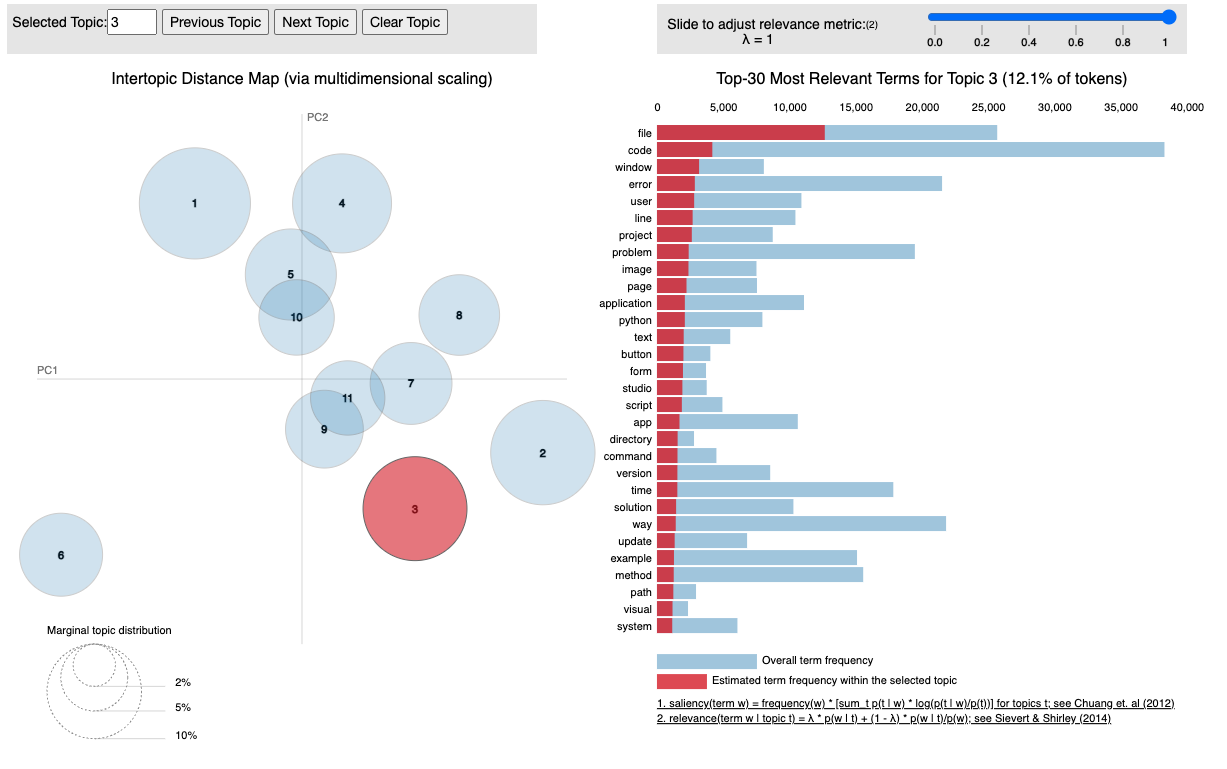 Selected Topic: 3 Previous Topic Next Topic Clear Topic
Slide to adjust relevance metric:(2)
λ = 1
0.0 0.2 0.4 0.6 0.8 1
Intertopic Distance Map (via multidimensional scaling)
PC2
PC1
1
4
5
10
8
7
11
9
2
3
6
Marginal topic distribution
2%
5%
10%
Top-30 Most Relevant Terms for Topic 3 (12.1% of tokens)
0 5,000 10,000 15,000 20,000 25,000 30,000 35,000 40,000
file
code
window
error
user
line
project
problem
image
page
application
python
text
button
form
studio
script
app
directory
command
version
time
solution
way
update
example
method
path
visual
system
Overall term frequency
Estimated term frequency within the selected topic
1. saliency(term w) = frequency(w) * [sum_t p(t | w) * log(p(t | w)/p(t))] for topics t; see Chuang et. al (2012)
2. relevance(term w | topic t) = λ * p(w | t) + (1 - λ) * p(w | t)/p(w); see Sievert & Shirley (2014)